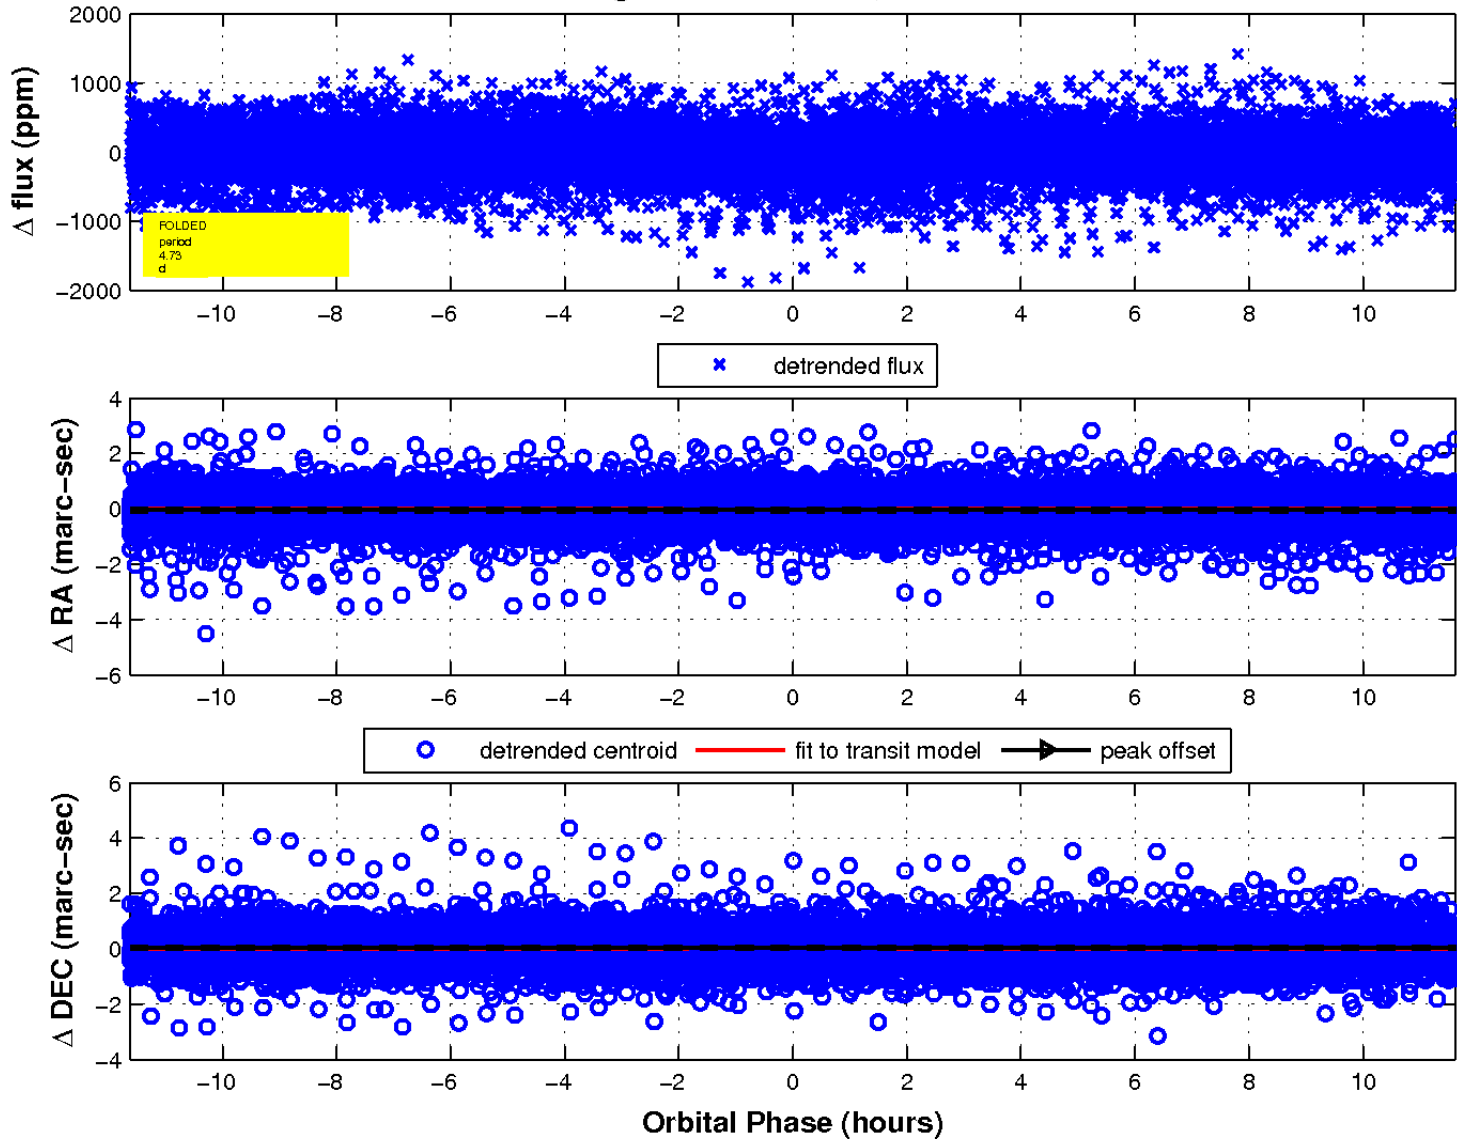 2000
1000
0
−1000
−2000
Δ flux (ppm)
FOLDED
period
4.73
d
−10 −8 −6 −4 −2 0 2 4 6 8 10
detrended flux
4
2
0
−2
−4
−6
Δ RA (marc−sec)
−10 −8 −6 −4 −2 0 2 4 6 8 10
detrended centroid fit to transit model peak offset
6
4
2
0
−2
−4
Δ DEC (marc−sec)
−10 −8 −6 −4 −2 0 2 4 6 8 10
Orbital Phase (hours)